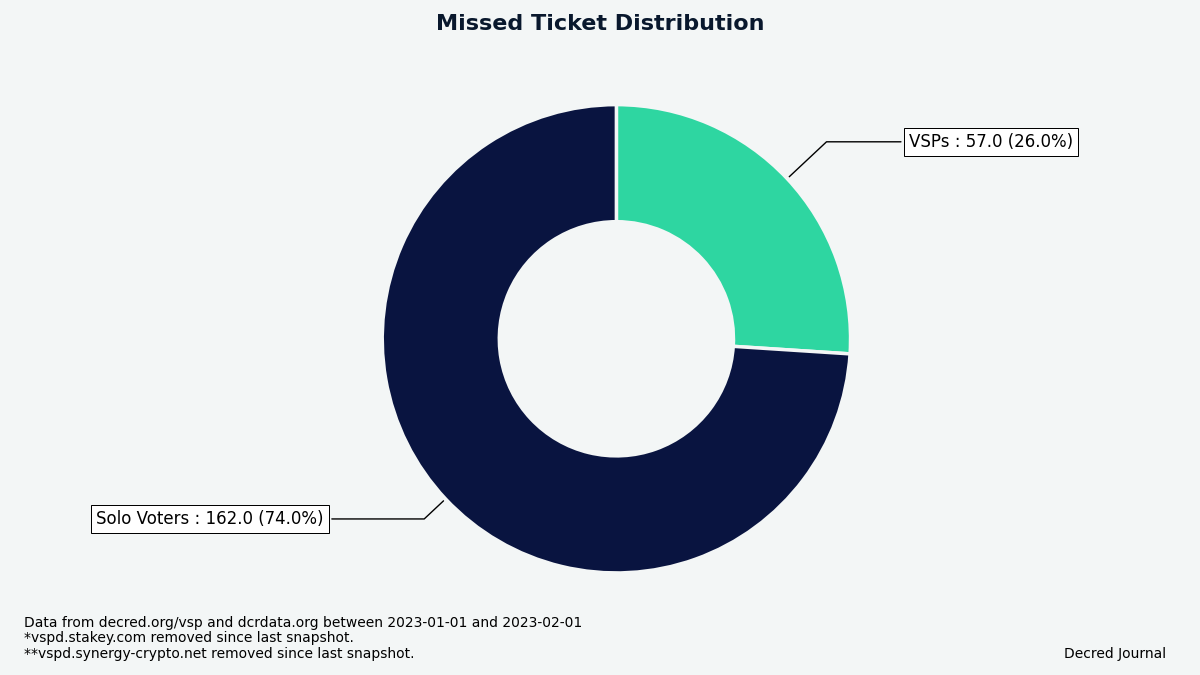 Missed Ticket Distribution
VSPs : 57.0 (26.0%)
Solo Voters : 162.0 (74.0%)
Data from decred.org/vsp and dcrdata.org between 2023-01-01 and 2023-02-01
*vspd.stakey.com removed since last snapshot.
**vspd.synergy-crypto.net removed since last snapshot.
Decred Journal